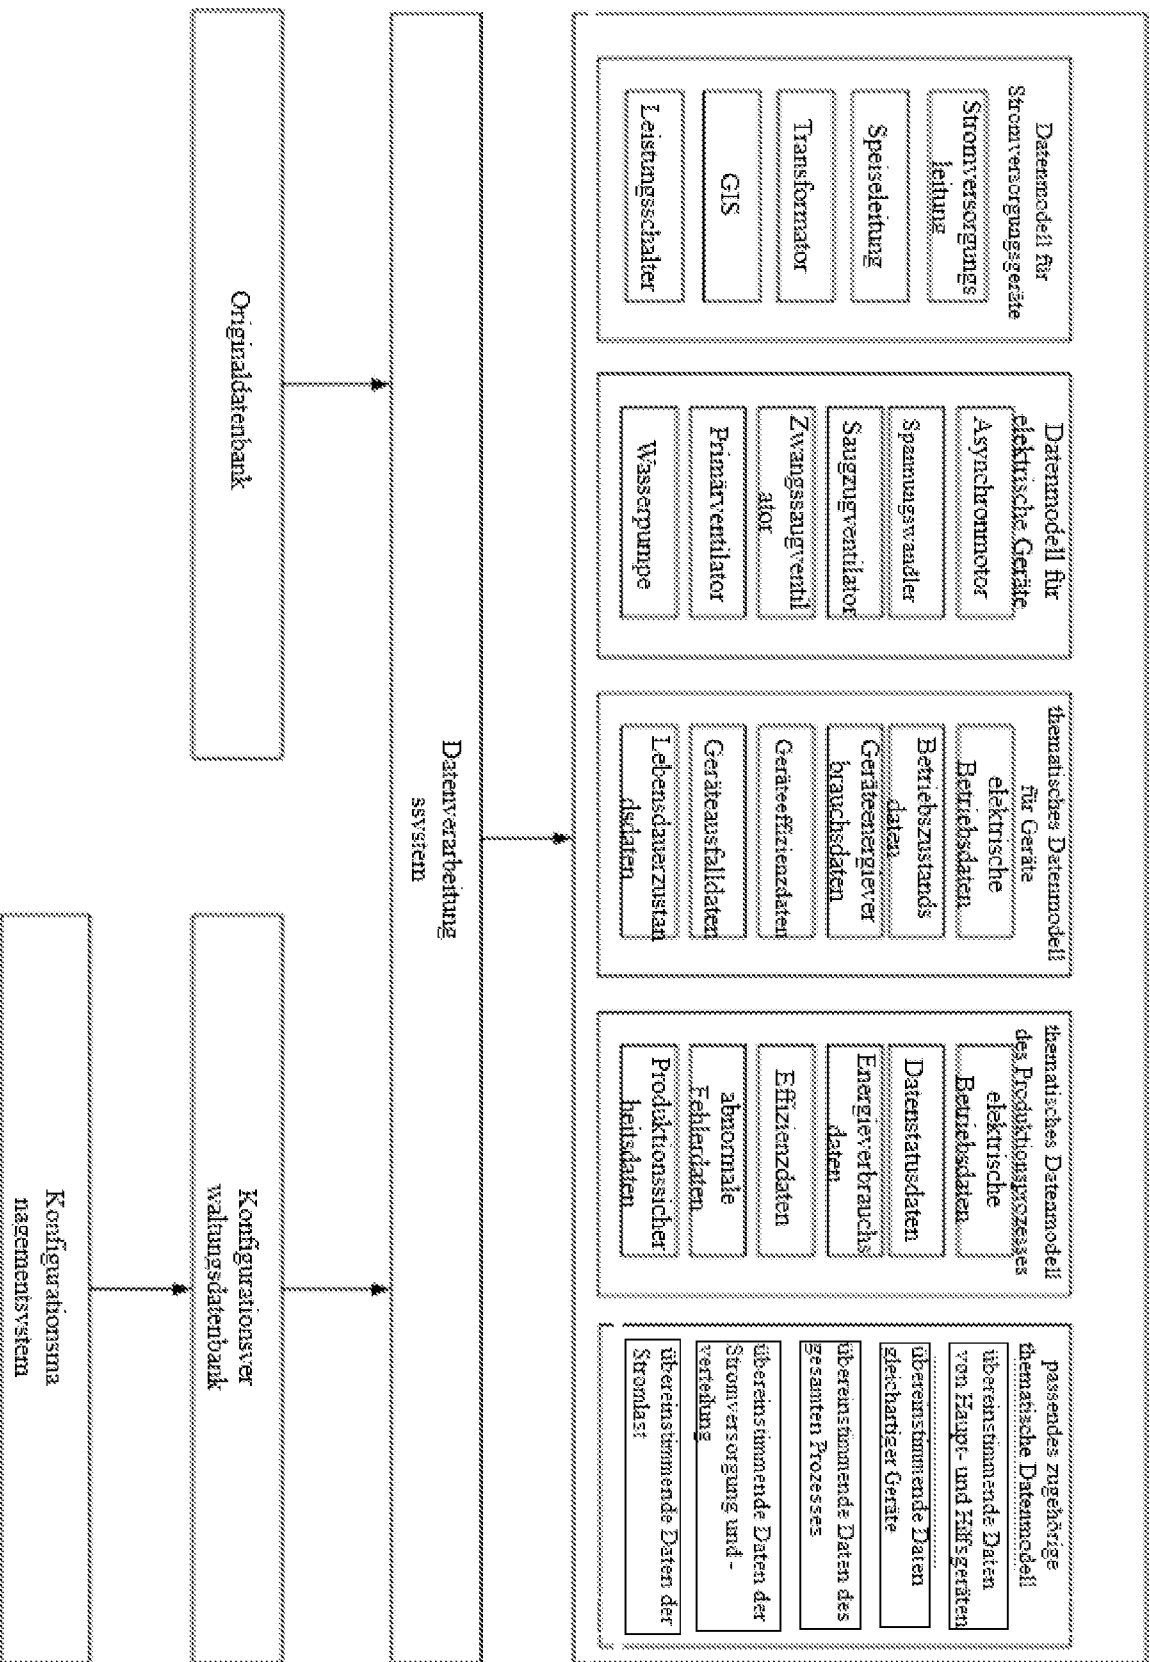 Datenmodell für
Stromversorgungsgeräte
Stromversorgungs
leitung
Speiseleitung
Transformator
GIS
Leistungsschalter
Datenmodell für
elektrische Geräte
Asynchronmotor
Spannungswandler
Saugzugventilator
Zwangssaugventil
ator
Primärventilator
Wasserpumpe
thematisches Datenmodell
für Geräte
elektrische
Betriebsdaten
Betriebszustands
daten
Geräteenergiever
brauchsdaten
Geräteeffizienzdaten
Geräteausfalldaten
Lebensdauerzustan
dsdaten
thematisches Datenmodell
des Produktionsprozesses
elektrische
Betriebsdaten
Datenstatusdaten
Energieverbrauchs
daten
Effizienzdaten
abnormale
Fehlerdaten
Produktionssicher
heitsdaten
passendes zugehörige
thematische Datenmodell
übereinstimmende Daten
von Haupt- und Hilfsgeräten
übereinstimmende Daten
gleichartiger Geräte
übereinstimmende Daten des
gesamten Prozesses
übereinstimmende Daten der
Stromversorgung und -
verteilung
übereinstimmende Daten der
Stromlast
Datenverarbeitung
ssystem
Originaldatenbank
Konfigurationsver
waltungsdatenbank
Konfigurationsma
nagementsystem